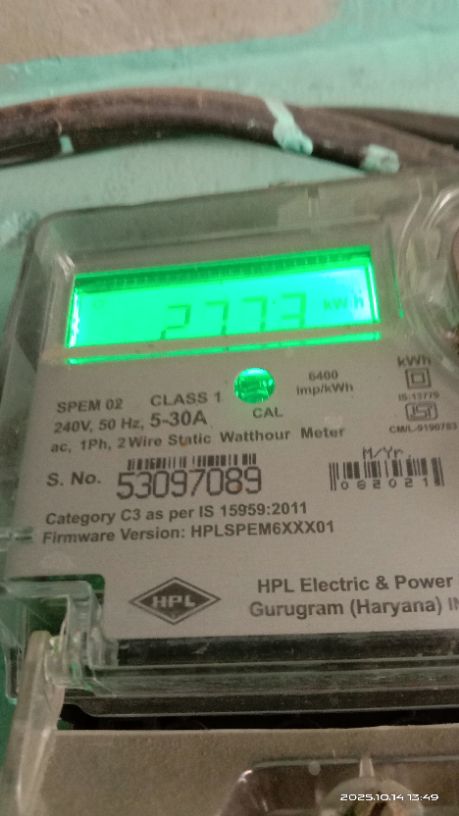 2773 kWh
6400
imp/kWh
CAL
kWh
SPEM 02 CLASS 1
240V, 50 Hz, 5-30A
ac, 1Ph, 2 Wire Static Watthour Meter
IS:13779
CM/L-9190783
M/Yr.
S. No. 53097089
062021
Category C3 as per IS 15959:2011
Firmware Version: HPLSPEM6XXX01
HPL
HPL Electric & Power
Gurugram (Haryana)
2025.10.14 13:49